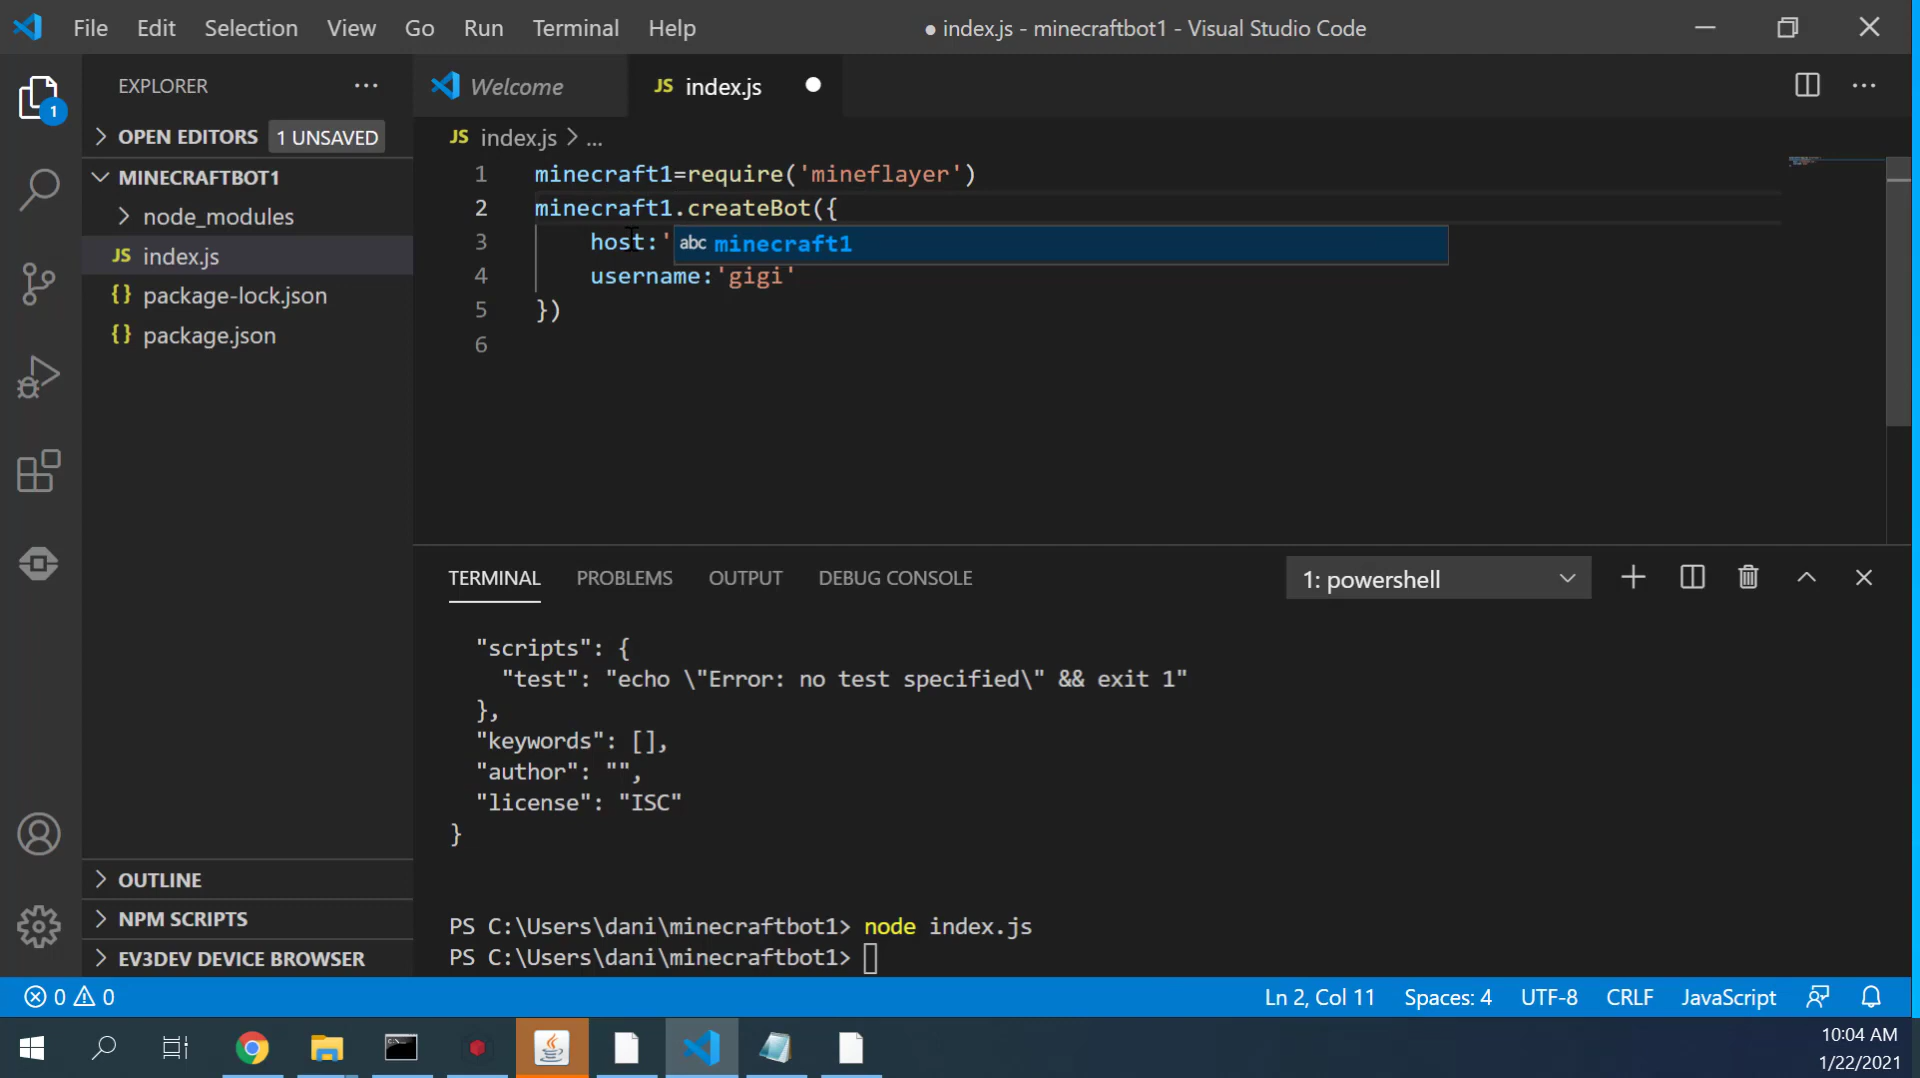 File Edit Selection View Go Run Terminal Help ● index.js - minecraftbot1 - Visual Studio Code
EXPLORER ...
Welcome
JS index.js
1
OPEN EDITORS 1 UNSAVED
JS index.js > ...
MINECRAFTBOT1
node_modules
JS index.js
{} package-lock.json
{} package.json
1 minecraft1=require('mineflayer')
2 minecraft1.createBot({
3 host:'
abc minecraft1
4 username:'gigi'
5 })
6
TERMINAL PROBLEMS OUTPUT DEBUG CONSOLE 1: powershell
"scripts": {
"test": "echo \"Error: no test specified\" && exit 1"
},
"keywords": [],
"author": "",
"license": "ISC"
}
PS C:\Users\dani\minecraftbot1> node index.js
PS C:\Users\dani\minecraftbot1>
OUTLINE
NPM SCRIPTS
EV3DEV DEVICE BROWSER
0 0 Ln 2, Col 11 Spaces: 4 UTF-8 CRLF JavaScript
10:04 AM
1/22/2021